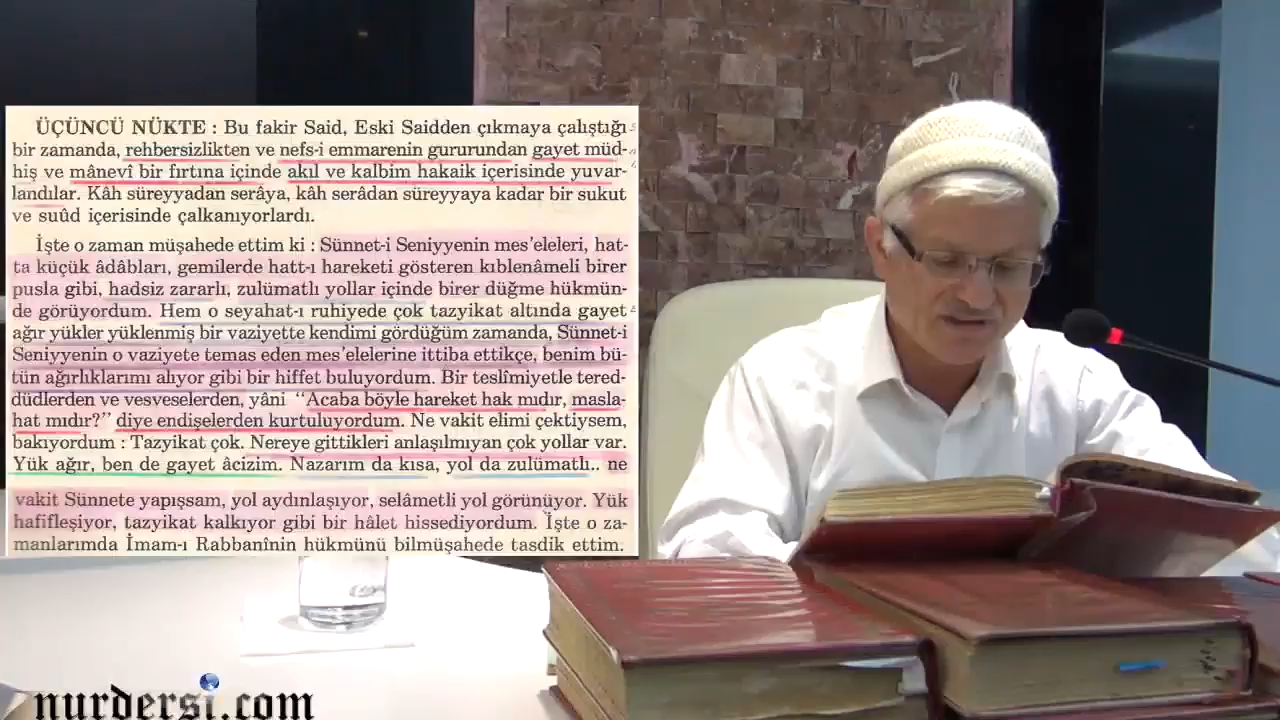 ÜÇÜNCÜ NÜKTE : Bu fakir Said, Eski Saidden çıkmaya çalıştığı
bir zamanda, rehbersizlikten ve nefs-i emmarenin gururundan gayet müd-
hiş ve mânevî bir fırtına içinde akıl ve kalbim hakaik içerisinde yuvar-
landılar. Kâh süreyyadan serâya, kâh serâdan süreyyaya kadar bir sukut
ve suûd içerisinde çalkanıyorlardı.
İşte o zaman müşahede ettim ki : Sünnet-i Seniyyenin mes'eleleri, hat-
ta küçük âdâbları, gemilerde hatt-ı hareketi gösteren kıblenâmeli birer
pusla gibi, hadsiz zararlı, zulümatlı yollar içinde birer düğme hükmün-
de görüyordum. Hem o seyahat-ı ruhiyede çok tazyikat altında gayet
ağır yükler yüklenmiş bir vaziyette kendimi gördüğüm zamanda, Sünnet-i
Seniyyenin o vaziyete temas eden mes'elelerine ittiba ettikçe, benim bü-
tün ağırlıklarımı alıyor gibi bir hiffet buluyordum. Bir teslîmiyetle tered-
düdlerden ve vesveselerden, yâni "Acaba böyle hareket hak mıdır, masla-
hat mıdır?" diye endişelerden kurtuluyordum. Ne vakit elimi çektiysem,
bakıyordum : Tazyikat çok. Nereye gittikleri anlaşılmıyan çok yollar var.
Yük ağır, ben de gayet âcizim. Nazarım da kısa, yol da zulümatlı.. ne
vakit Sünnete yapışsam, yol aydınlaşıyor, selâmetli yol görünüyor. Yük
hafifleşiyor, tazyikat kalkıyor gibi bir hâlet hissediyordum. İşte o za-
manlarımda İmam-ı Rabbanînin hükmünü bilmüşahede tasdik ettim.
nurdersi.com